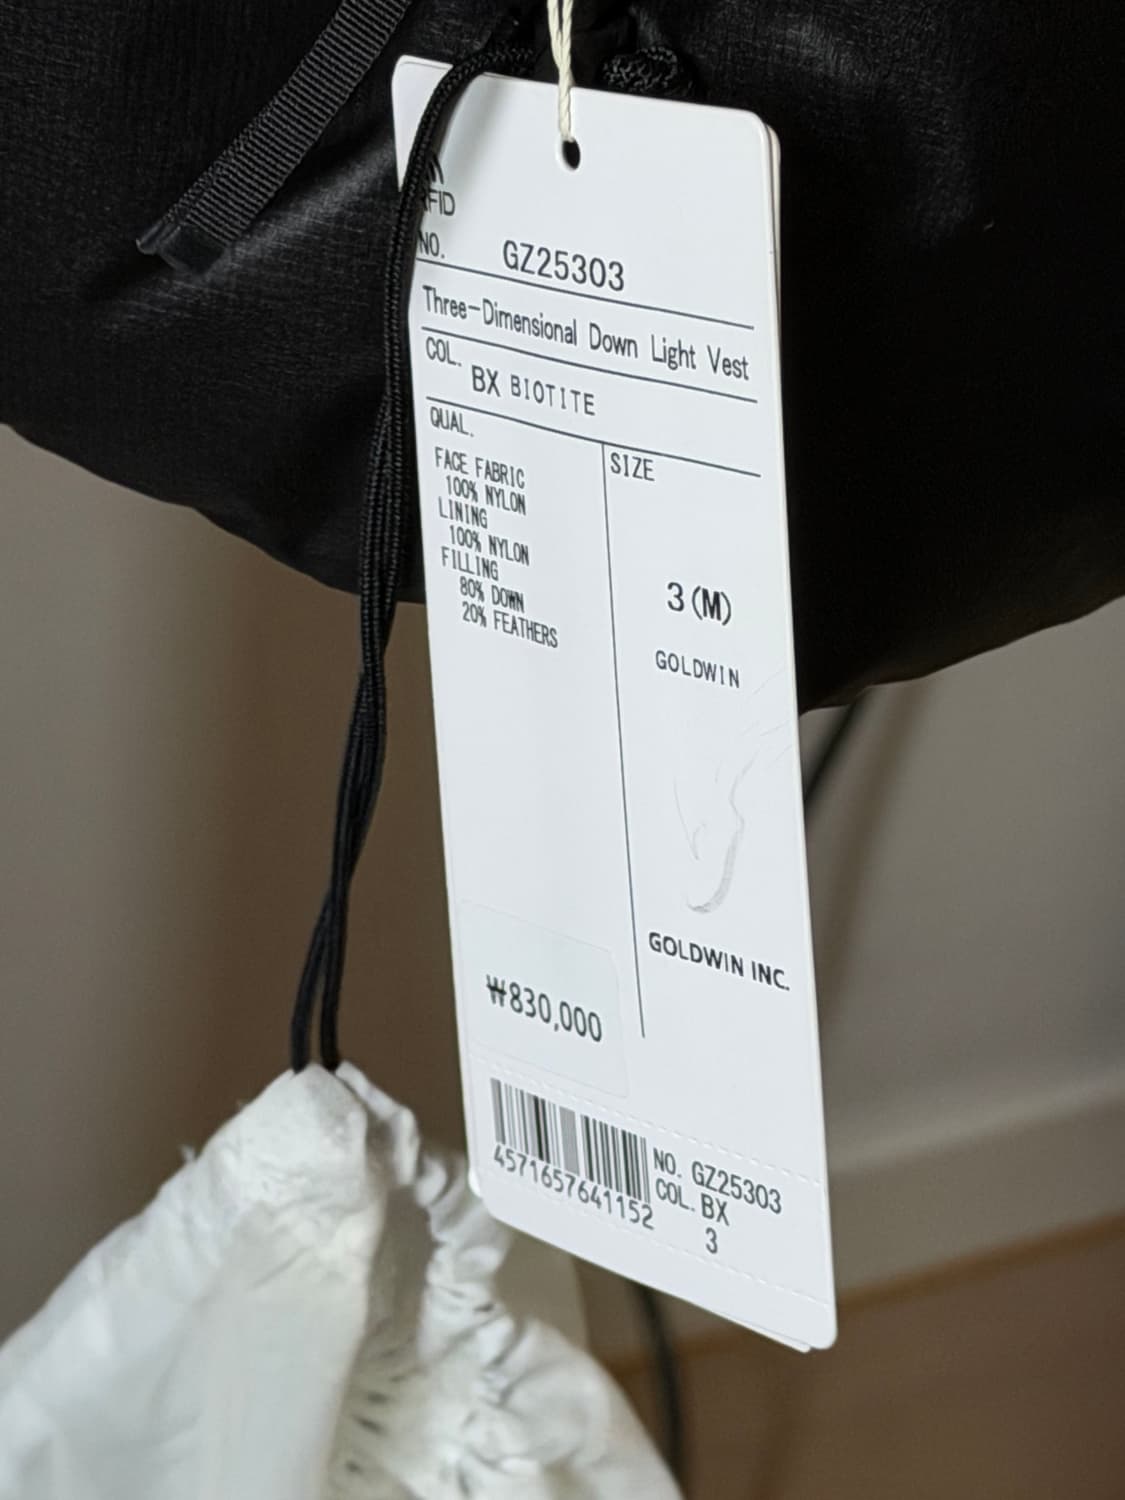 RFID
NO. GZ25303
Three-Dimensional Down Light Vest
COL.
BX BIOTITE
QUAL.
FACE FABRIC
100% NYLON
LINING
100% NYLON
FILLING
80% DOWN
20% FEATHERS
SIZE
3(M)
GOLDWIN
GOLDWIN INC.
₩830,000
4571657641152
NO. GZ25303
COL. BX
3